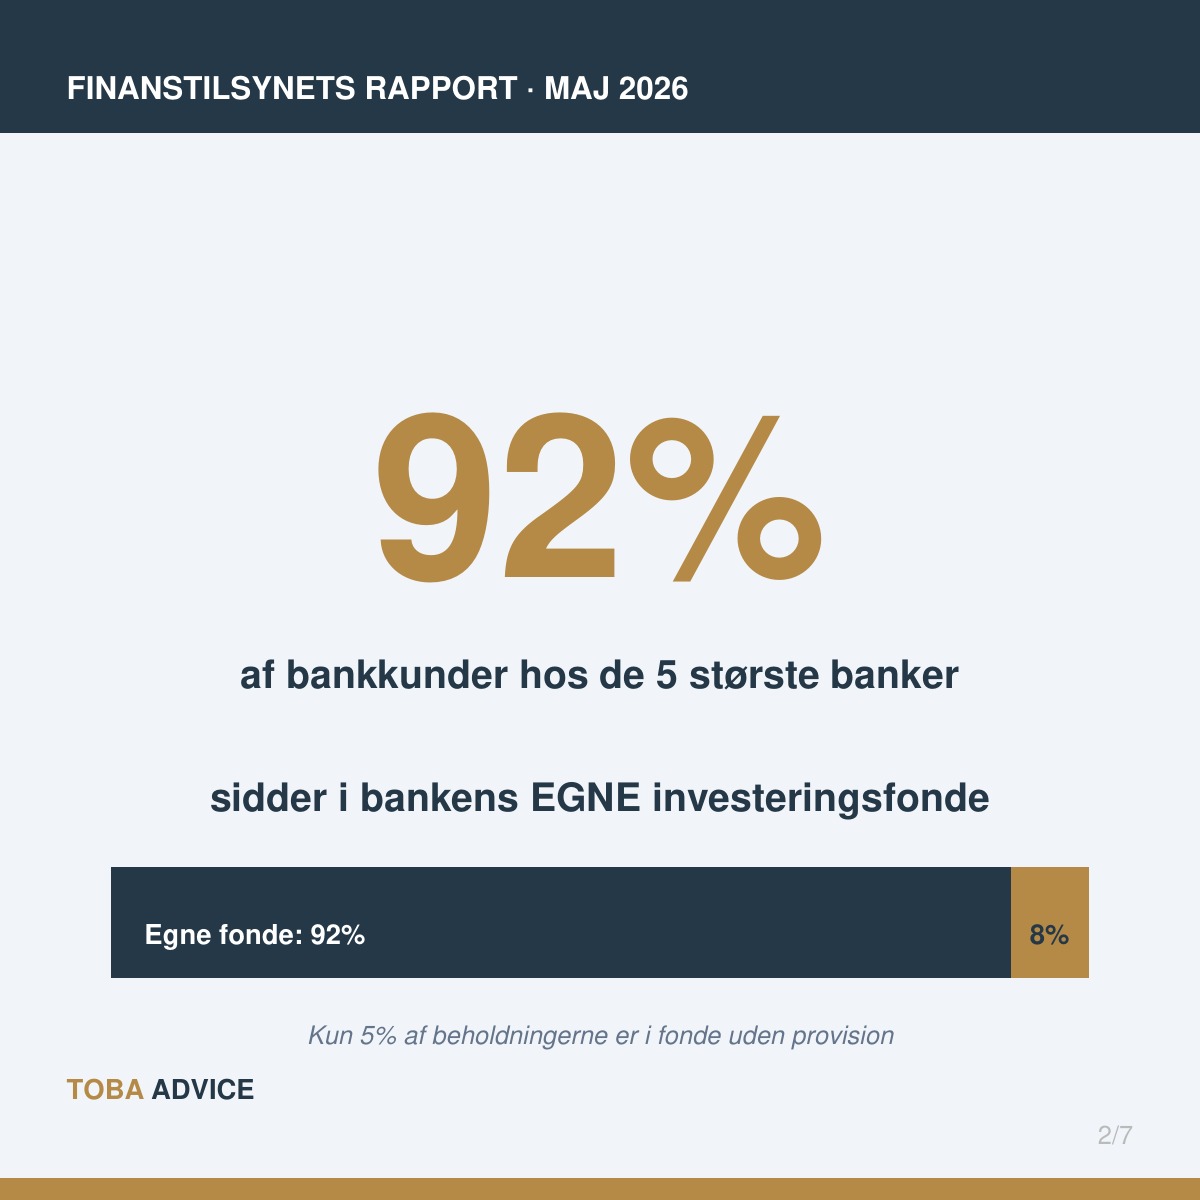 FINANSTILSYNETS RAPPORT · MAJ 2026
92%
af bankkunder hos de 5 største banker
sidder i bankens EGNE investeringsfonde
Egne fonde: 92%
8%
Kun 5% af beholdningerne er i fonde uden provision
TOBA ADVICE
2/7